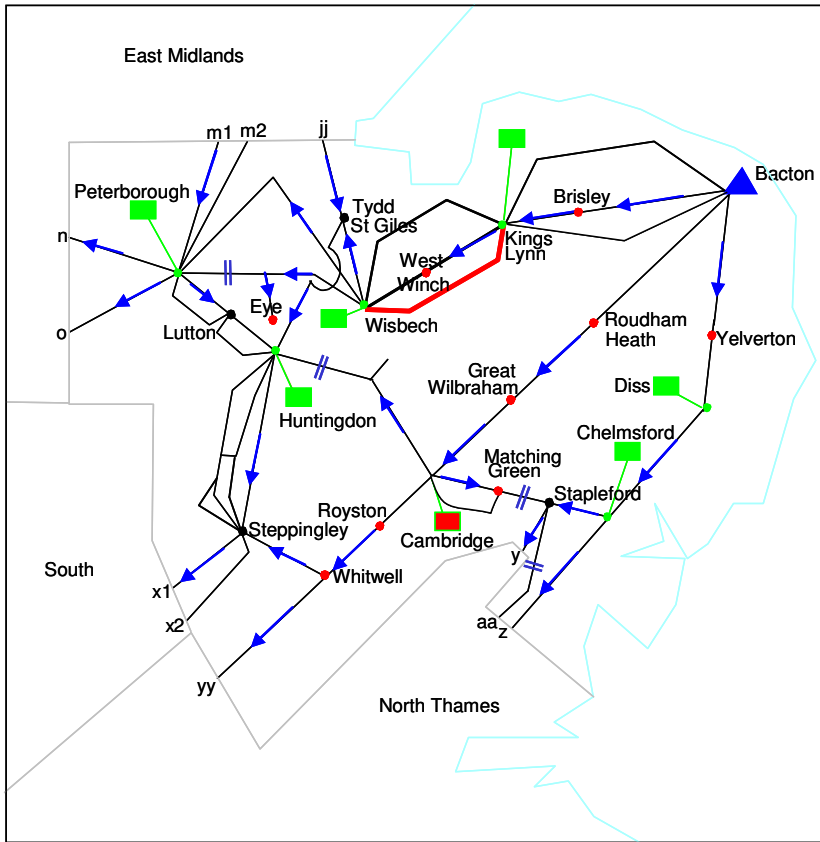 East Midlands
m1 m2
jj
Bacton
Peterborough
Brisley
Tydd
St Giles
n
Kings
Lynn
West
Winch
Eye
Lutton
Wisbech
o
Roudham
Heath
Yelverton
Great
Wilbraham
Diss
Huntingdon
Chelmsford
Matching
Green
Stapleford
Royston
Steppingley
Cambridge
y
South
Whitwell
x1
x2
aa
z
yy
North Thames